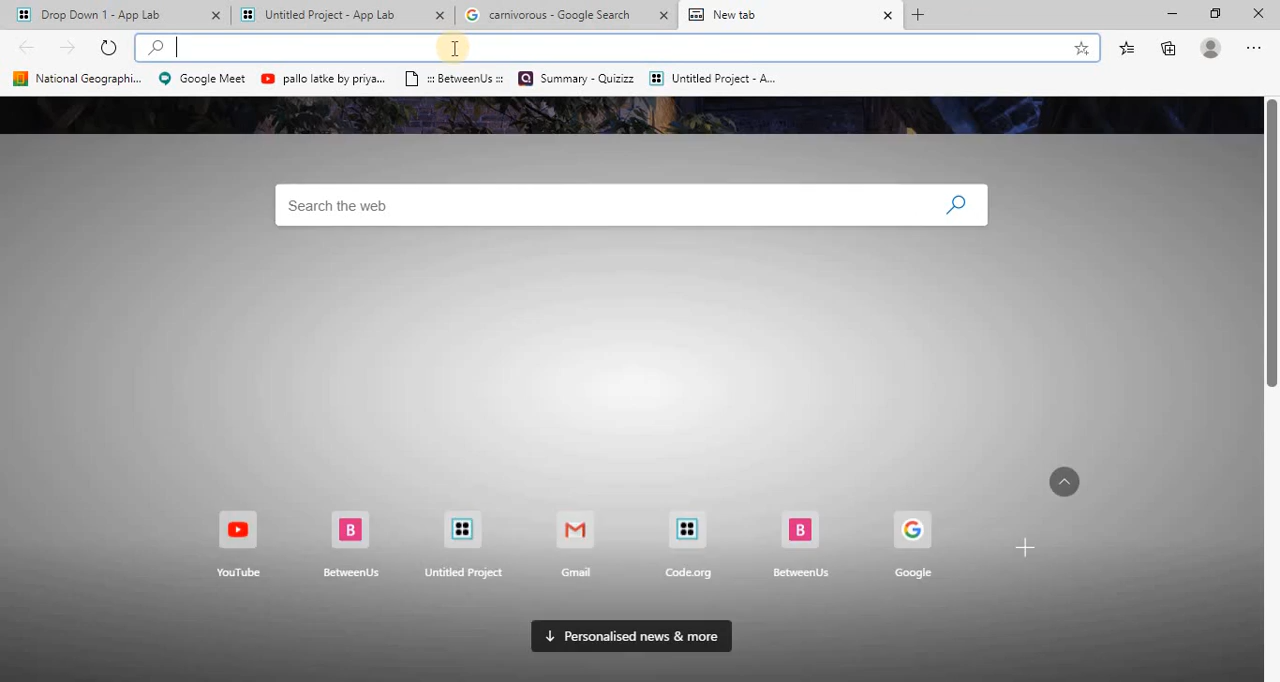 Drop Down 1 - App Lab
Untitled Project - App Lab
carnivorous - Google Search
New tab
National Geographi...
Google Meet
pallo latke by priya...
::: BetweenUs :::
Summary - Quizizz
Untitled Project - A...
Search the web
YouTube
BetweenUs
Untitled Project
Gmail
Code.org
BetweenUs
Google
Personalised news & more